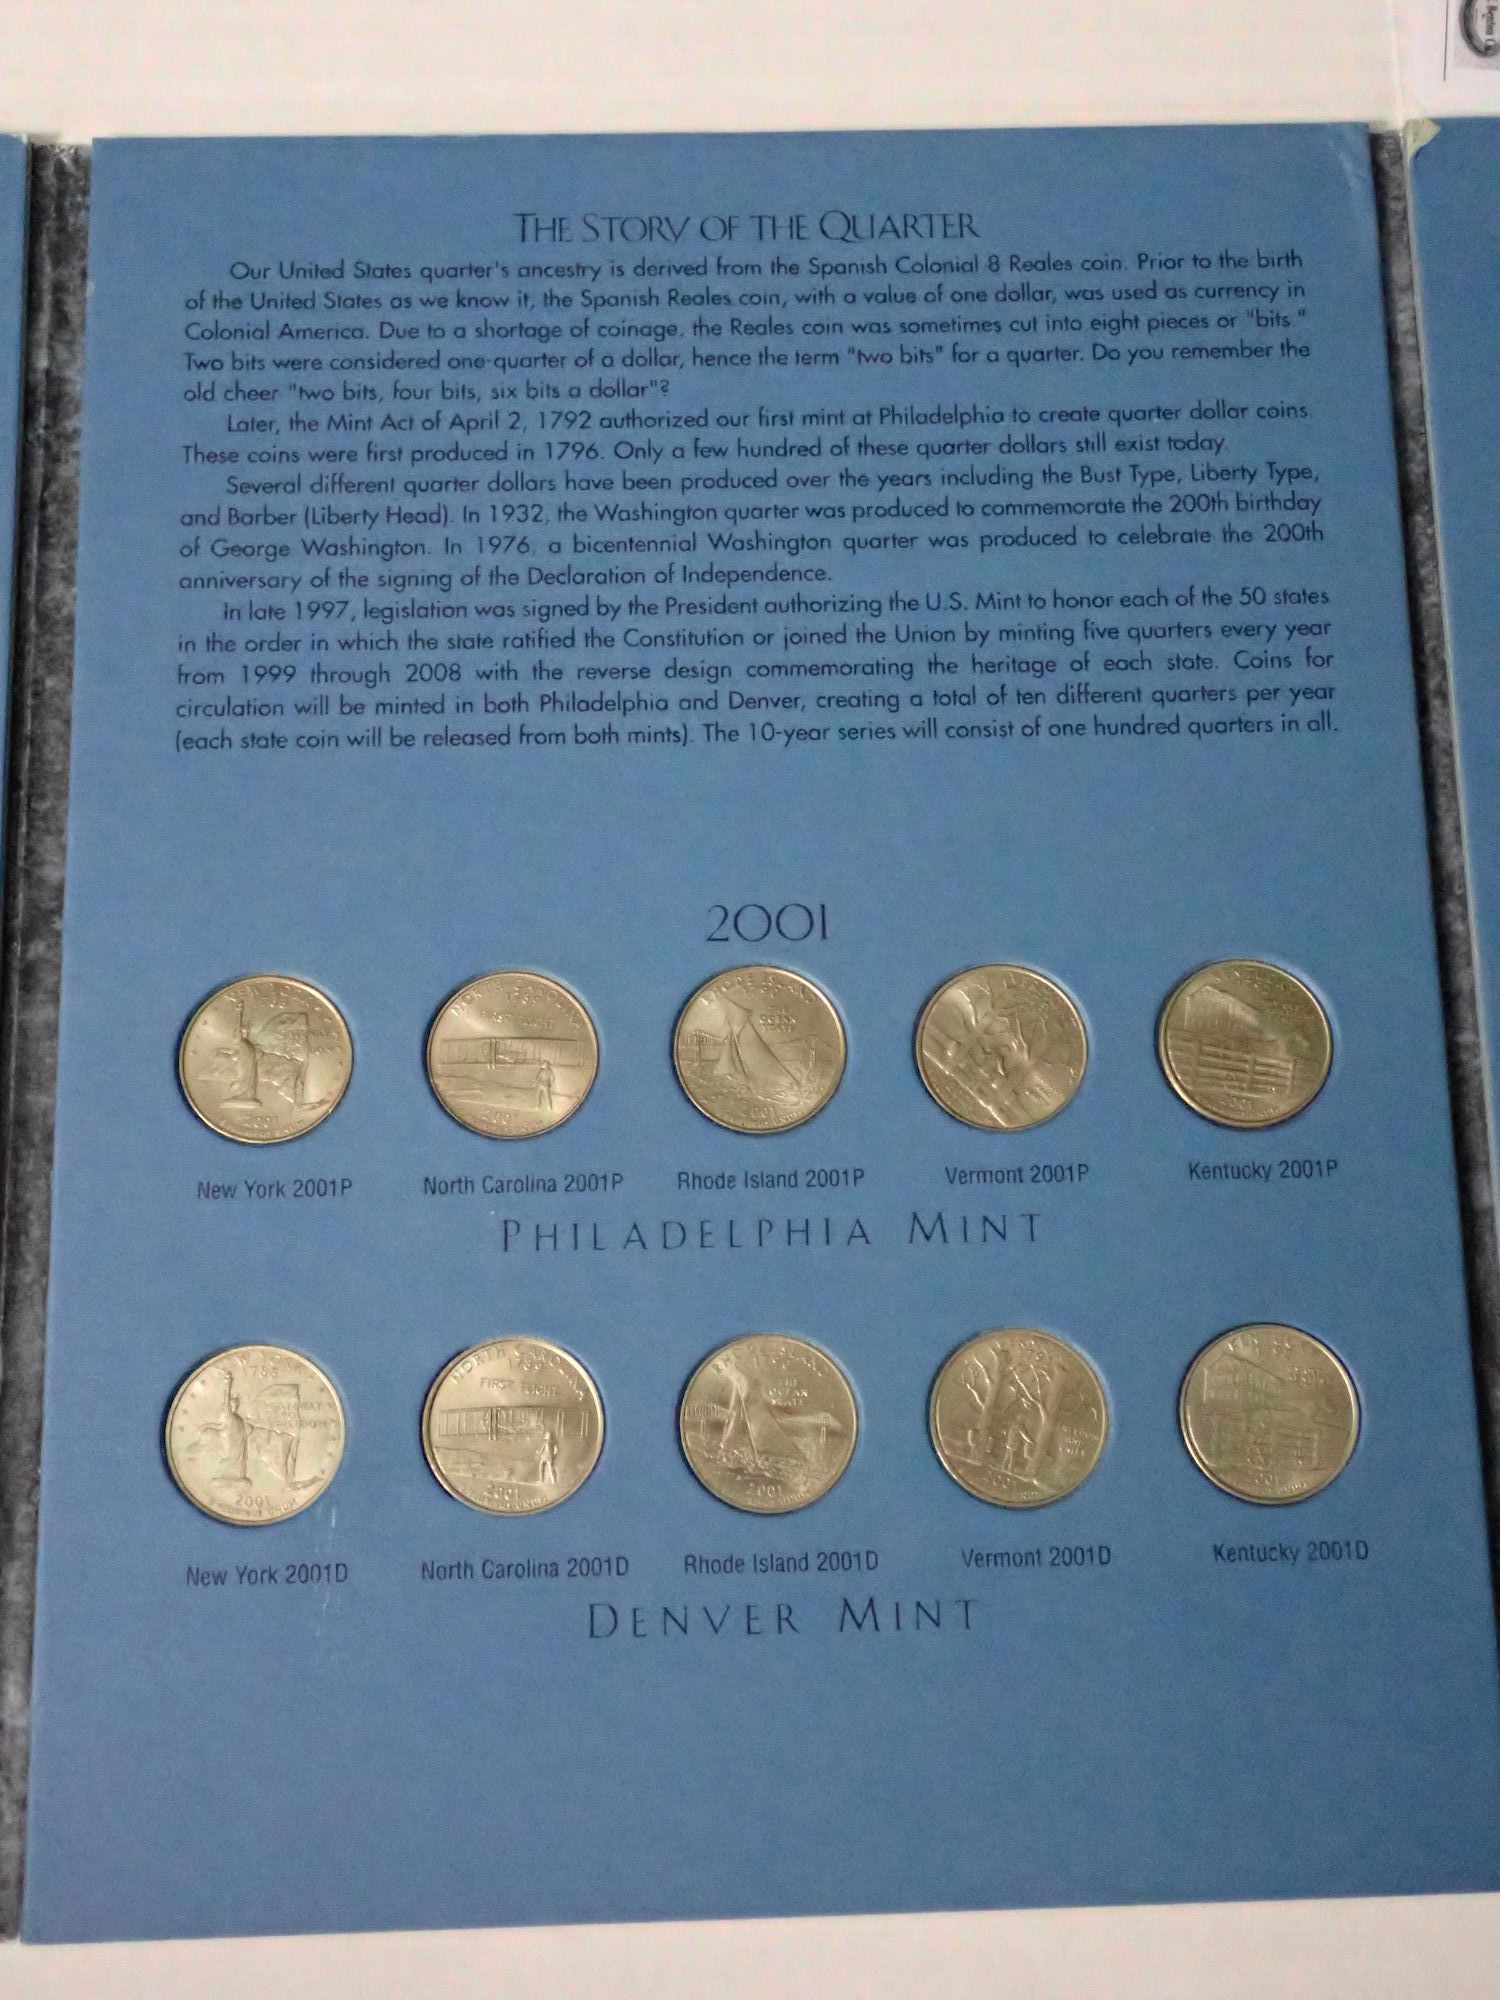 THE STORY OF THE QUARTER
Our United States quarter's ancestry is derived from the Spanish Colonial 8 Reales coin. Prior to the birth
of the United States as we know it, the Spanish Reales coin, with a value of one dollar, was used as currency in
Colonial America. Due to a shortage of coinage, the Reales coin was sometimes cut into eight pieces or "bits."
Two bits were considered one-quarter of a dollar, hence the term "two bits" for a quarter. Do you remember the
old cheer "two bits, four bits, six bits a dollar"?
Later, the Mint Act of April 2, 1792 authorized our first mint at Philadelphia to create quarter dollar coins.
These coins were first produced in 1796. Only a few hundred of these quarter dollars still exist today.
Several different quarter dollars have been produced over the years including the Bust Type, Liberty Type,
and Barber (Liberty Head). In 1932, the Washington quarter was produced to commemorate the 200th birthday
of George Washington. In 1976, a bicentennial Washington quarter was produced to celebrate the 200th
anniversary of the signing of the Declaration of Independence.
In late 1997, legislation was signed by the President authorizing the U.S. Mint to honor each of the 50 states
in the order in which the state ratified the Constitution or joined the Union by minting five quarters every year
from 1999 through 2008 with the reverse design commemorating the heritage of each state. Coins for
circulation will be minted in both Philadelphia and Denver, creating a total of ten different quarters per year
(each state coin will be released from both mints). The 10-year series will consist of one hundred quarters in all.
2001
New York 2001P North Carolina 2001P Rhode Island 2001P Vermont 2001P Kentucky 2001P
PHILADELPHIA MINT
NORTH CAROLINA
1789
FIRST FLIGHT
2001
New York 2001D North Carolina 2001D Rhode Island 2001D Vermont 2001D Kentucky 2001D
DENVER MINT